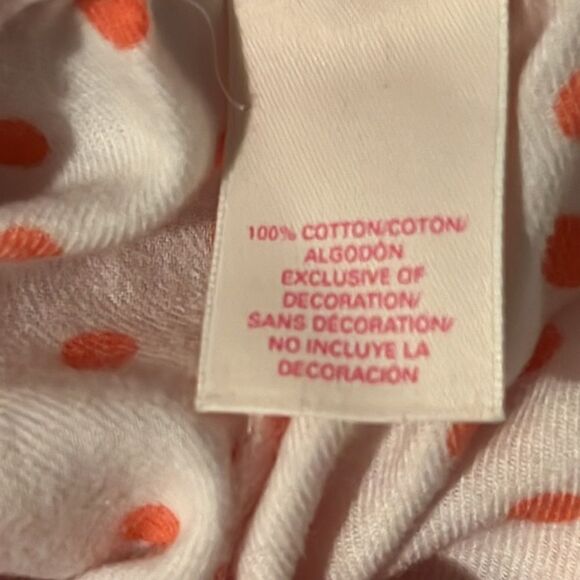 100% COTTON/COTON/
ALGODÓN
EXCLUSIVE OF
DECORATION/
SANS DÉCORATION/
NO INCLUYE LA
DECORACIÓN